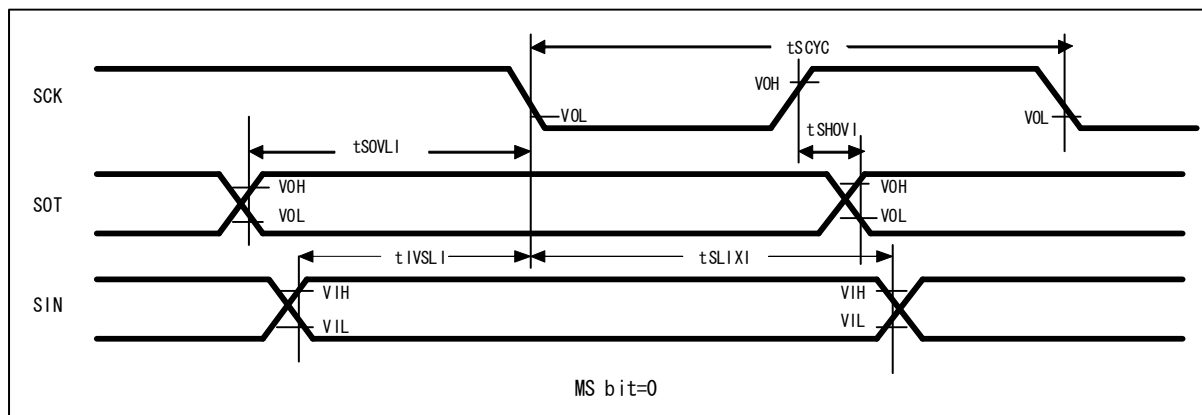 tSCYC
SCK
VOH
VOL
VOL
tSHOVI
tSOVLI
SOT
VOH
VOL
VOH
VOL
tIVSLI
tSLIXI
SIN
VIH
VIL
VIH
VIL
MS bit=0